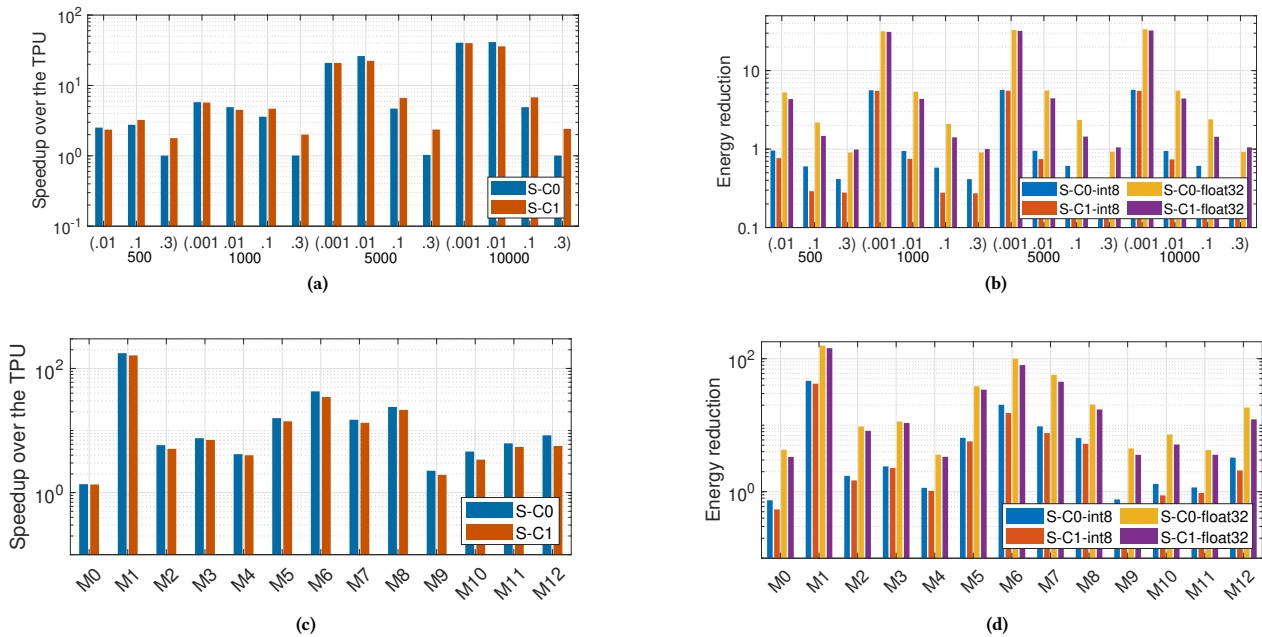 Speedup over the TPU
10^2
10^1
10^0
10^-1
S-C0
S-C1
(.01 .1 .3) (.001 .01 .1 .3) (.001 .01 .1 .3) (.001 .01 .1 .3)
500 1000 5000 10000
(a)
Energy reduction
10
1
0.1
S-C0-int8 S-C0-float32
S-C1-int8 S-C1-float32
(.01 .1 .3) (.001 .01 .1 .3) (.001 .01 .1 .3) (.001 .01 .1 .3)
500 1000 5000 10000
(b)
Speedup over the TPU
10^2
10^0
S-C0
S-C1
M0 M1 M2 M3 M4 M5 M6 M7 M8 M9 M10 M11 M12
(c)
Energy reduction
10^2
10^0
S-C0-int8 S-C0-float32
S-C1-int8 S-C1-float32
M0 M1 M2 M3 M4 M5 M6 M7 M8 M9 M10 M11 M12
(d)